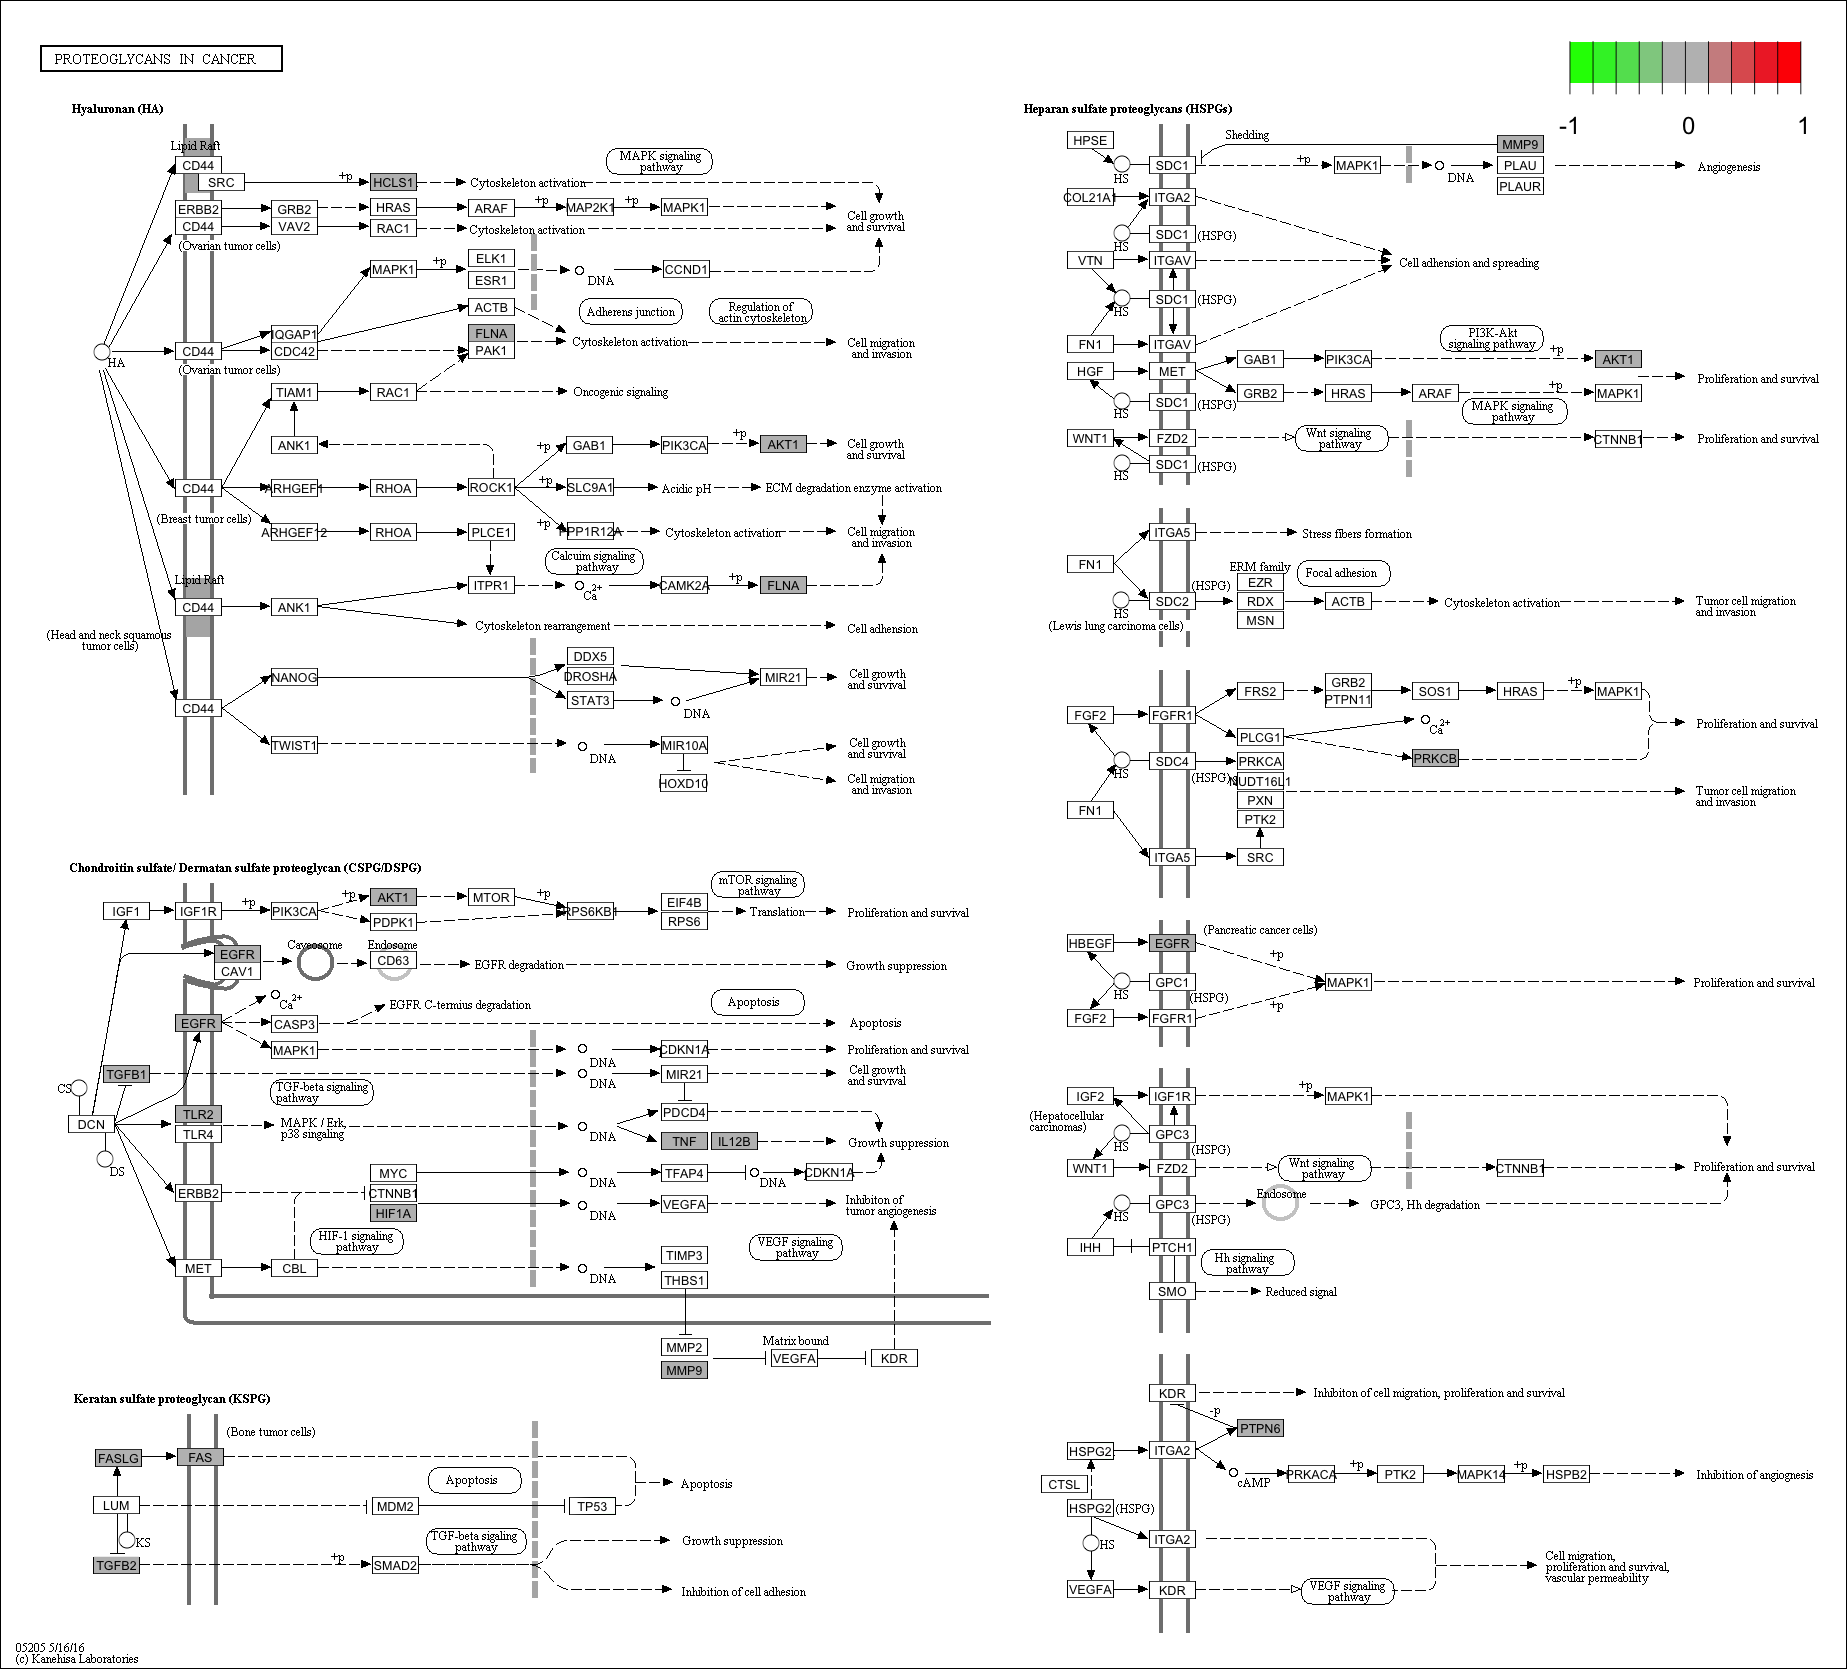 PROTEOGLYCANS IN CANCER
-1 0 1
Hyaluronan (HA)
Lipid Raft
CD44
SRC
+p
HCLS1
Cytoskeleton activation
MAPK signaling
pathway
ERBB2
GRB2
HRAS
ARAF
+p
MAP2K1
+p
MAPK1
Cell growth
and survival
CD44
VAV2
RAC1
Cytoskeleton activation
(Ovarian tumor cells)
MAPK1
+p
ELK1
ESR1
DNA
CCND1
ACTB
Adherens junction
Regulation of
actin cytoskeleton
HA
CD44
IQGAP1
CDC42
FLNA
PAK1
Cytoskeleton activation
Cell migration
and invasion
(Ovarian tumor cells)
TIAM1
RAC1
Oncogenic signaling
ANK1
+p
GAB1
PIK3CA
+p
AKT1
Cell growth
and survival
CD44
ARHGEF1
RHOA
ROCK1
+p
SLC9A1
Acidic pH
ECM degradation enzyme activation
(Breast tumor cells)
ARHGEF12
RHOA
PLCE1
+p
PPP1R12A
Cytoskeleton activation
Cell migration
and invasion
Calcuim signaling
pathway
Lipid Raft
CD44
ANK1
ITPR1
Ca2+
CAMK2A
+p
FLNA
Cytoskeleton rearrangement
Cell adhesion
(Head and neck squamous
tumor cells)
DDX5
DROSHA
NANOG
STAT3
DNA
MIR21
Cell growth
and survival
CD44
TWIST1
DNA
MIR10A
HOXD10
Cell growth
and survival
Cell migration
and invasion
Chondroitin sulfate/ Dermatan sulfate proteoglycan (CSPG/DSPG)
IGF1
IGF1R
+p
PIK3CA
+p
AKT1
PDPK1
MTOR
+p
RPS6KB1
EIF4B
RPS6
mTOR signaling
pathway
Translation
Proliferation and survival
EGFR
CAV1
Caveosome
Endosome
CD63
EGFR degradation
Growth suppression
Ca2+
EGFR C-termius degradation
Apoptosis
EGFR
CASP3
Apoptosis
MAPK1
DNA
CDKN1A
Proliferation and survival
TGFB1
DNA
MIR21
Cell growth
and survival
CS
DCN
DS
TGF-beta signaling
pathway
TLR2
TLR4
MAPK / Erk,
p38 singaling
DNA
PDCD4
TNF
IL12B
Growth suppression
MYC
DNA
TFAP4
DNA
CDKN1A
ERBB2
CTNNB1
HIF1A
DNA
VEGFA
Inhibiton of
tumor angiogenesis
HIF-1 signaling
pathway
VEGF signaling
pathway
MET
CBL
DNA
TIMP3
THBS1
MMP2
MMP9
Matrix bound
VEGFA
KDR
Keratan sulfate proteoglycan (KSPG)
(Bone tumor cells)
FASLG
FAS
Apoptosis
Apoptosis
LUM
MDM2
TP53
KS
TGF-beta sigaling
pathway
Growth suppression
TGFB2
+p
SMAD2
Inhibition of cell adhesion
05205 5/16/16
(c) Kanehisa Laboratories
Heparan sulfate proteoglycans (HSPGs)
HPSE
HS
SDC1
Shedding
+p
MAPK1
DNA
MMP9
PLAU
PLAUR
Angiogenesis
COL21A1
ITGA2
HS
SDC1
(HSPG)
VTN
ITGAV
Cell adhesion and spreading
HS
SDC1
(HSPG)
FN1
ITGAV
HGF
MET
GAB1
PIK3CA
PI3K-Akt
signaling pathway
+p
AKT1
Proliferation and survival
HS
SDC1
(HSPG)
GRB2
HRAS
ARAF
+p
MAPK1
MAPK signaling
pathway
WNT1
FZD2
Wnt signaling
pathway
CTNNB1
Proliferation and survival
HS
SDC1
(HSPG)
ITGA5
Stress fibers formation
FN1
HS
SDC2
(HSPG)
ERM family
EZR
RDX
MSN
Focal adhesion
ACTB
Cytoskeleton activation
Tumor cell migration
and invasion
(Lewis lung carcinoma cells)
FRS2
GRB2
PTPN11
SOS1
HRAS
+p
MAPK1
FGF2
FGFR1
Ca2+
Proliferation and survival
PLCG1
PRKCB
HS
SDC4
(HSPG)
PRKCA
NUDT16L1
PXN
PTK2
Tumor cell migration
and invasion
FN1
ITGA5
SRC
HBEGF
EGFR
(Pancreatic cancer cells)
+p
HS
GPC1
(HSPG)
MAPK1
Proliferation and survival
FGF2
FGFR1
+p
IGF2
IGF1R
+p
MAPK1
(Hepatocellular
carcinomas)
HS
GPC3
(HSPG)
WNT1
FZD2
Wnt signaling
pathway
CTNNB1
Proliferation and survival
HS
GPC3
(HSPG)
Endosome
GPC3, Hh degradation
IHH
PTCH1
Hh signaling
pathway
SMO
Reduced signal
KDR
Inhibiton of cell migration, proliferation and survival
-p
PTPN6
HSPG2
ITGA2
cAMP
PRKACA
+p
PTK2
MAPK14
+p
HSPB2
Inhibition of angiognesis
CTSL
HSPG2
(HSPG)
HS
ITGA2
Cell migration,
proliferation and survival,
vascular permeability
VEGFA
KDR
VEGF signaling
pathway